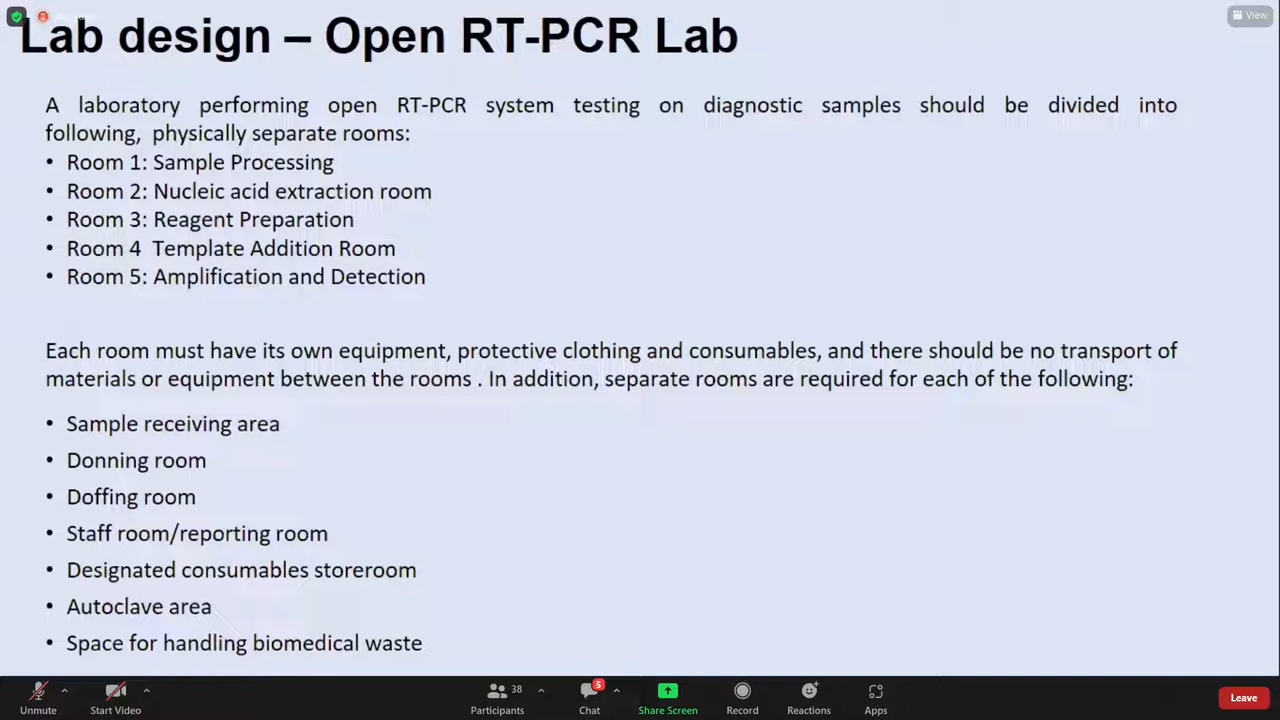 View
Lab design – Open RT-PCR Lab
A laboratory performing open RT-PCR system testing on diagnostic samples should be divided into
following, physically separate rooms:
• Room 1: Sample Processing
• Room 2: Nucleic acid extraction room
• Room 3: Reagent Preparation
• Room 4 Template Addition Room
• Room 5: Amplification and Detection
Each room must have its own equipment, protective clothing and consumables, and there should be no transport of
materials or equipment between the rooms . In addition, separate rooms are required for each of the following:
• Sample receiving area
• Donning room
• Doffing room
• Staff room/reporting room
• Designated consumables storeroom
• Autoclave area
• Space for handling biomedical waste
Unmute Start Video 38 Participants 5 Chat Share Screen Record Reactions Apps Leave